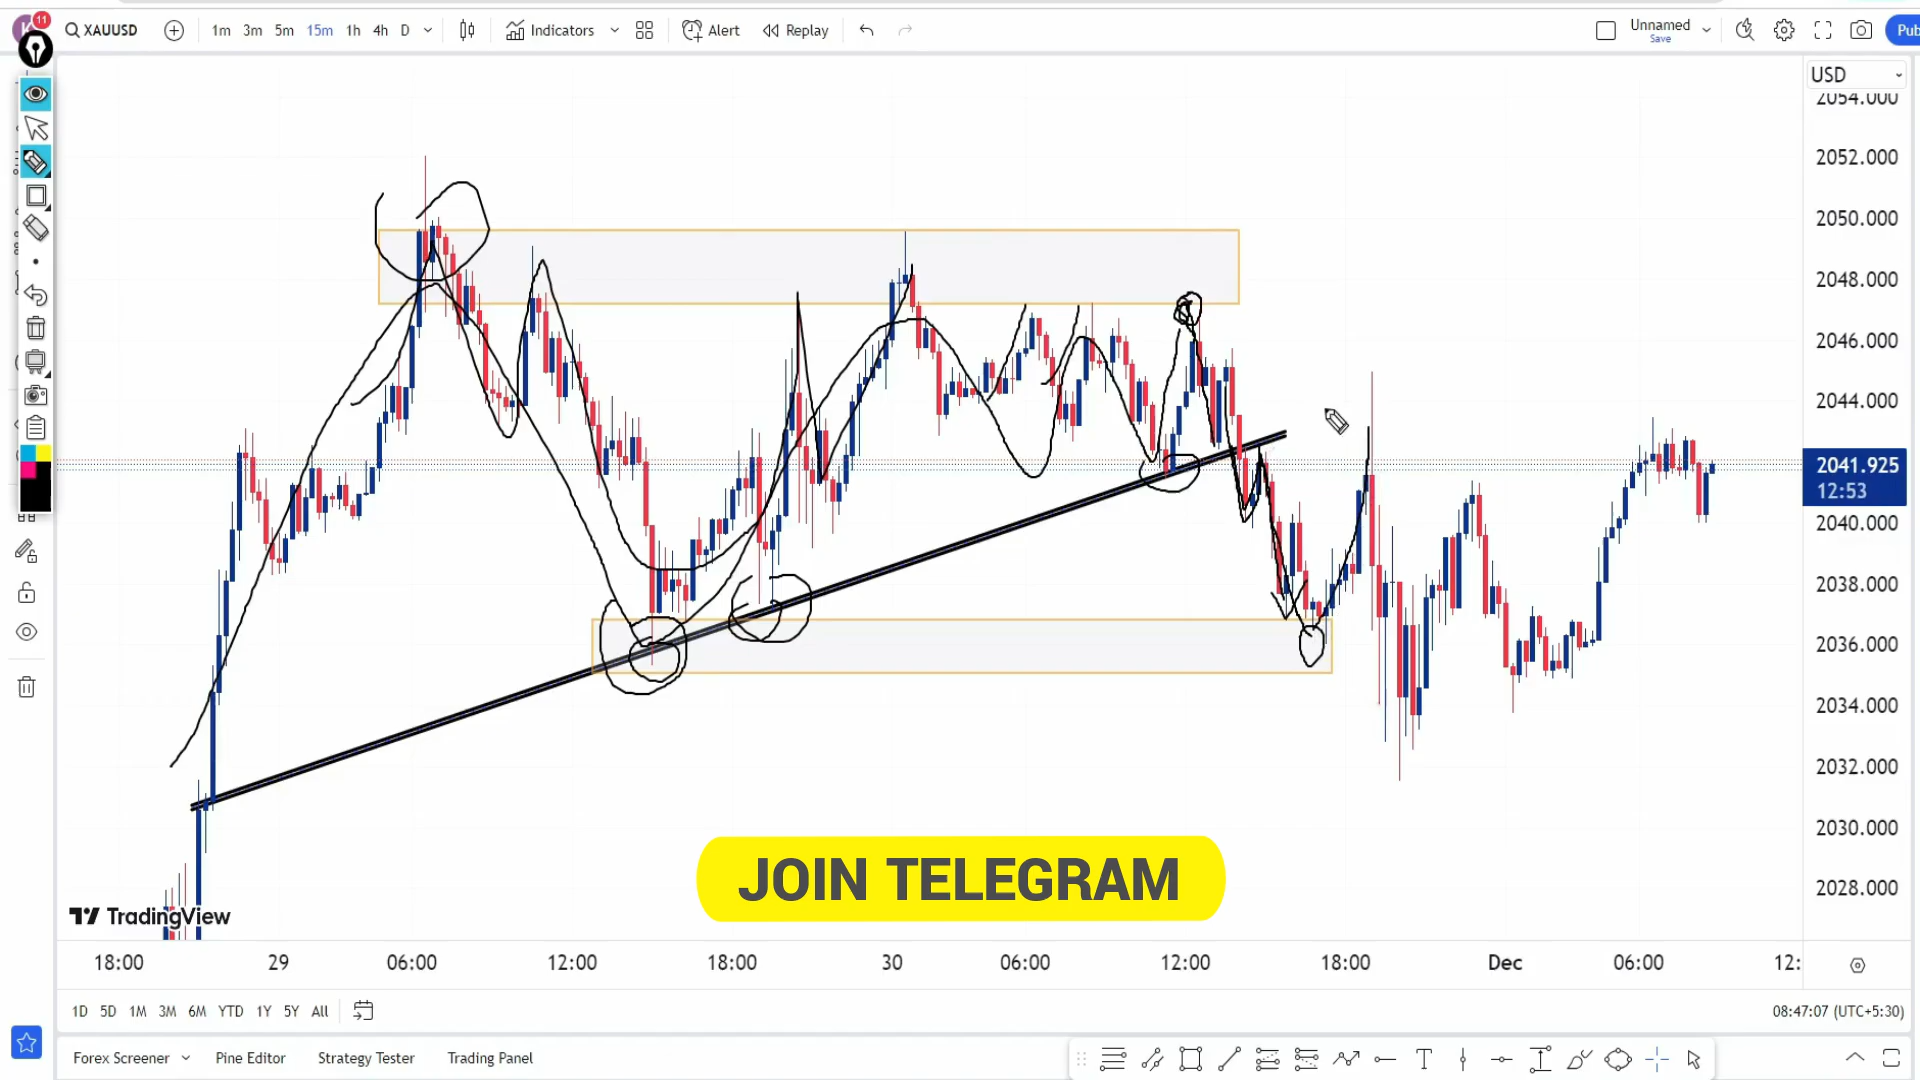 11
XAUUSD
1m 3m 5m 15m 1h 4h D
Indicators
Alert
Replay
Unnamed
Save
Pub
USD
2054.000
2052.000
2050.000
2048.000
2046.000
2044.000
2041.925
12:53
2040.000
2038.000
2036.000
2034.000
2032.000
2030.000
2028.000
JOIN TELEGRAM
TradingView
18:00 29 06:00 12:00 18:00 30 06:00 12:00 18:00 Dec 06:00 12:
1D 5D 1M 3M 6M YTD 1Y 5Y All
08:47:07 (UTC+5:30)
Forex Screener Pine Editor Strategy Tester Trading Panel